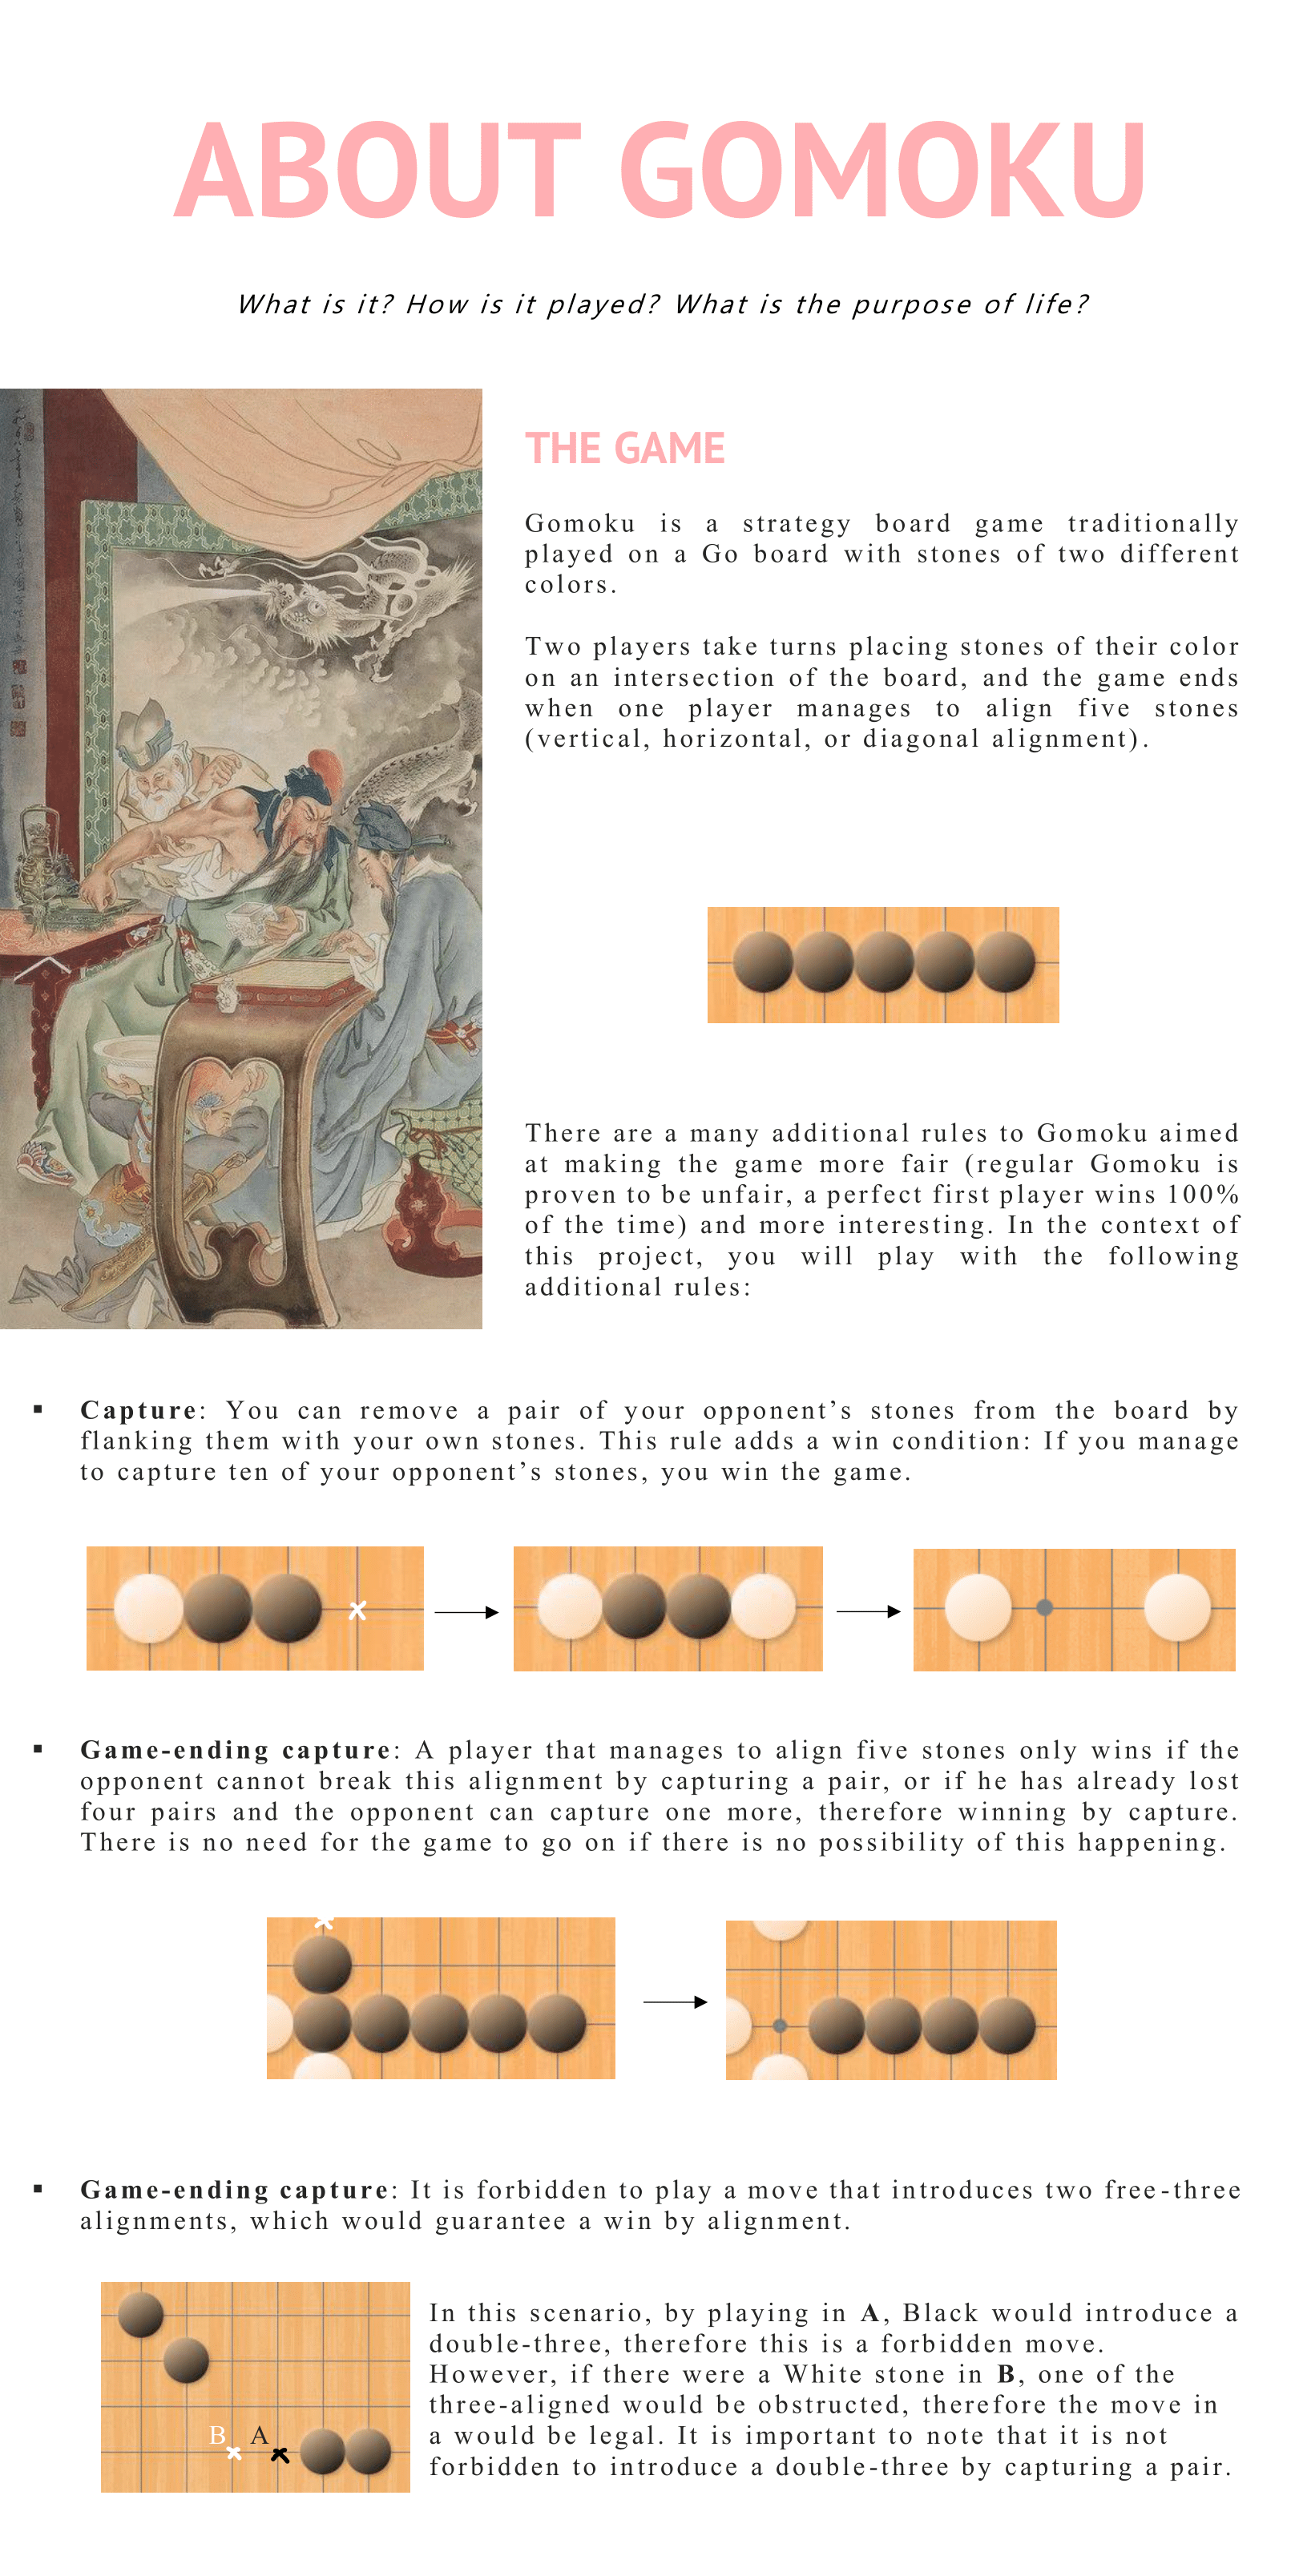 ABOUT GOMOKU
What is it? How is it played? What is the purpose of life?
THE GAME
Gomoku is a strategy board game traditionally
played on a Go board with stones of two different
colors.
Two players take turns placing stones of their color
on an intersection of the board, and the game ends
when one player manages to align five stones
(vertical, horizontal, or diagonal alignment).
There are a many additional rules to Gomoku aimed
at making the game more fair (regular Gomoku is
proven to be unfair, a perfect first player wins 100%
of the time) and more interesting. In the context of
this project, you will play with the following
additional rules:
▪ Capture: You can remove a pair of your opponent’s stones from the board by
flanking them with your own stones. This rule adds a win condition: If you manage
to capture ten of your opponent’s stones, you win the game.
▪ Game-ending capture: A player that manages to align five stones only wins if the
opponent cannot break this alignment by capturing a pair, or if he has already lost
four pairs and the opponent can capture one more, therefore winning by capture.
There is no need for the game to go on if there is no possibility of this happening.
▪ Game-ending capture: It is forbidden to play a move that introduces two free-three
alignments, which would guarantee a win by alignment.
B A
In this scenario, by playing in A, Black would introduce a
double-three, therefore this is a forbidden move.
However, if there were a White stone in B, one of the
three-aligned would be obstructed, therefore the move in
a would be legal. It is important to note that it is not
forbidden to introduce a double-three by capturing a pair.